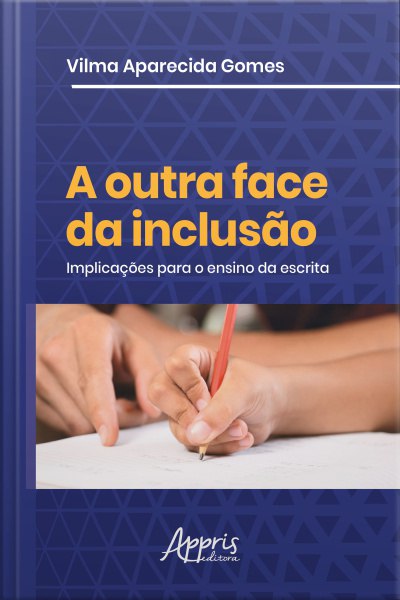 Vilma Aparecida Gomes
A outra face
da inclusão
Implicações para o ensino da escrita
Appris
editora